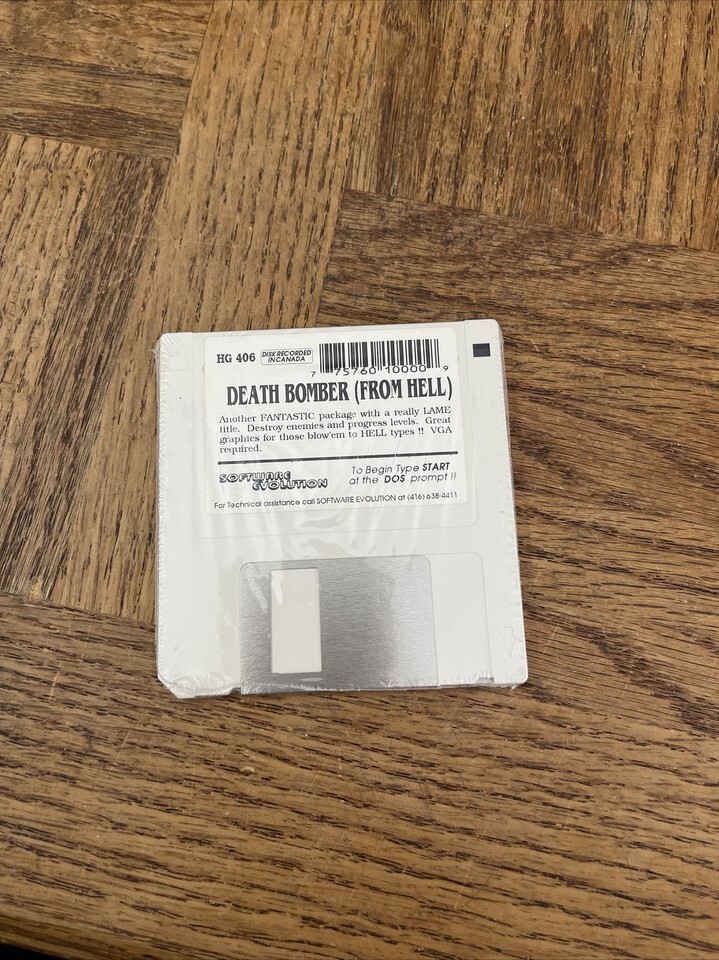 HG 406 DISK RECORDED IN CANADA
7 75760 10000 9
DEATH BOMBER (FROM HELL)
Another FANTASTIC package with a really LAME
title. Destroy enemies and progress levels. Great
graphics for those blow'em to HELL types !! VGA
required.
SOFTWARE EVOLUTION
To Begin Type START
at the DOS prompt !!
For Technical assistance call SOFTWARE EVOLUTION at (416) 638-4411